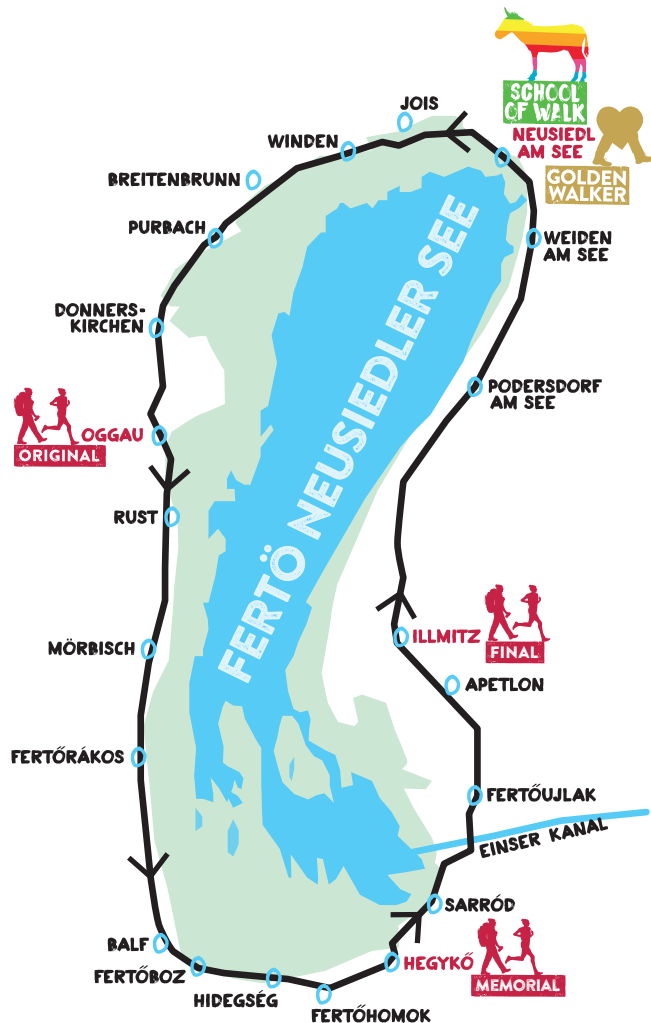 SCHOOL
OF WALK
JOIS
NEUSIEDL
AM SEE
WINDEN
GOLDEN
WALKER
BREITENBRUNN
PURBACH
WEIDEN
AM SEE
DONNERS-
KIRCHEN
PODERSDORF
AM SEE
OGGAU
ORIGINAL
FERTÖ NEUSIEDLER SEE
RUST
ILLMITZ
FINAL
MÖRBISCH
APETLON
FERTŐRÁKOS
FERTŐUJLAK
EINSER KANAL
SARRÓD
BALF
HEGYKŐ
FERTŐBOZ
MEMORIAL
HIDEGSÉG
FERTŐHOMOK